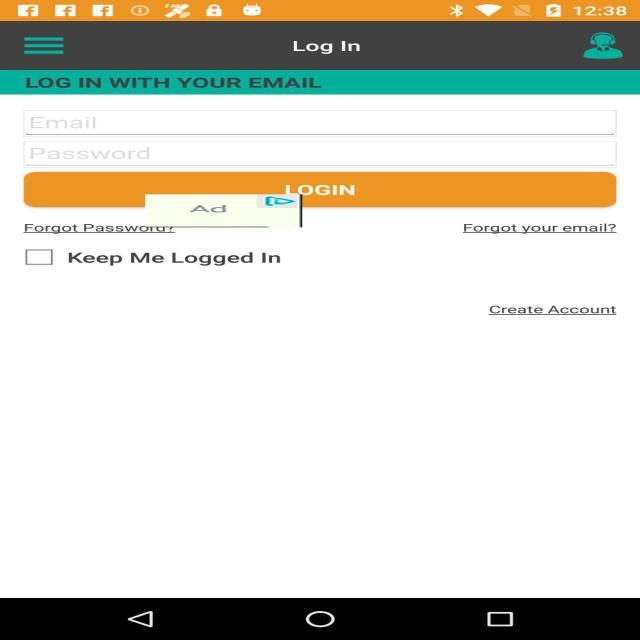 12:38
Log In
LOG IN WITH YOUR EMAIL
Email
Password
LOGIN
Ad
Forgot Password?
Forgot your email?
Keep Me Logged In
Create Account